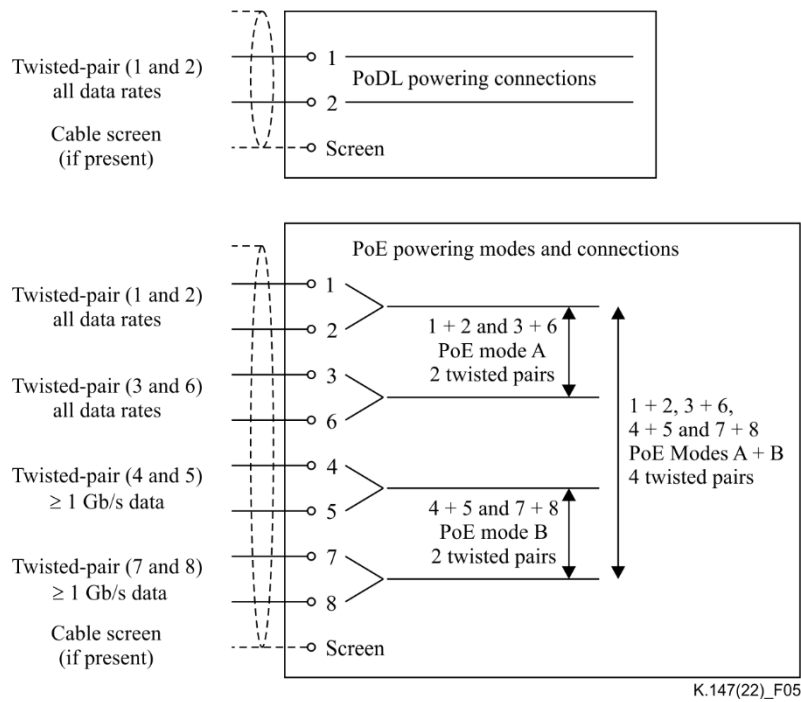 Twisted-pair (1 and 2)
all data rates
Cable screen
(if present)
1
PoDL powering connections
2
Screen
PoE powering modes and connections
Twisted-pair (1 and 2)
all data rates
Twisted-pair (3 and 6)
all data rates
Twisted-pair (4 and 5)
≥ 1 Gb/s data
Twisted-pair (7 and 8)
≥ 1 Gb/s data
Cable screen
(if present)
1
2
3
6
4
5
7
8
Screen
1 + 2 and 3 + 6
PoE mode A
2 twisted pairs
4 + 5 and 7 + 8
PoE mode B
2 twisted pairs
1 + 2, 3 + 6,
4 + 5 and 7 + 8
PoE Modes A + B
4 twisted pairs
K.147(22)_F05